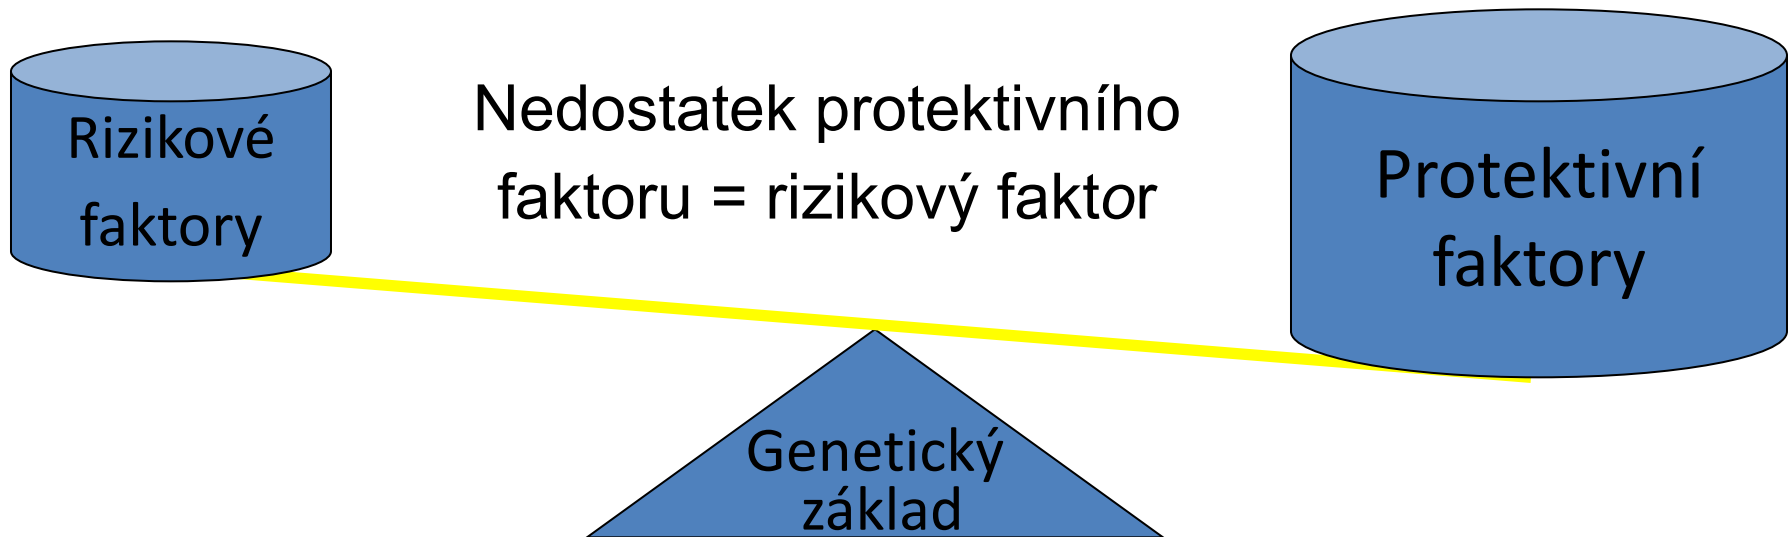 Rizikové
faktory
Nedostatek protektivního
faktoru = rizikový faktor
Protektivní
faktory
Genetický
základ